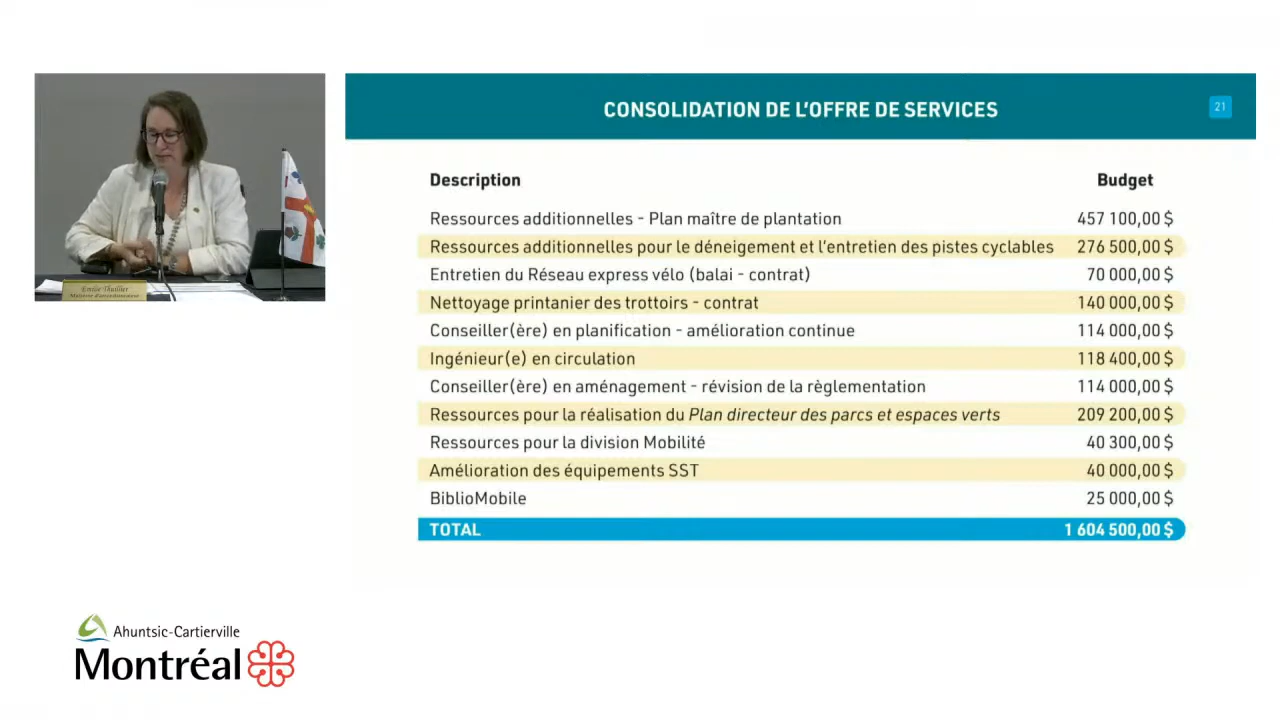 CONSOLIDATION DE L'OFFRE DE SERVICES
21
Description Budget
Ressources additionnelles - Plan maître de plantation 457 100,00 $
Ressources additionnelles pour le déneigement et l'entretien des pistes cyclables 276 500,00 $
Entretien du Réseau express vélo (balai - contrat) 70 000,00 $
Nettoyage printanier des trottoirs - contrat 140 000,00 $
Conseiller(ère) en planification - amélioration continue 114 000,00 $
Ingénieur(e) en circulation 118 400,00 $
Conseiller(ère) en aménagement - révision de la règlementation 114 000,00 $
Ressources pour la réalisation du Plan directeur des parcs et espaces verts 209 200,00 $
Ressources pour la division Mobilité 40 300,00 $
Amélioration des équipements SST 40 000,00 $
BiblioMobile 25 000,00 $
TOTAL 1 604 500,00 $
Émilie Thuillier
Mairesse d'arrondissement
Ahuntsic-Cartierville
Montréal